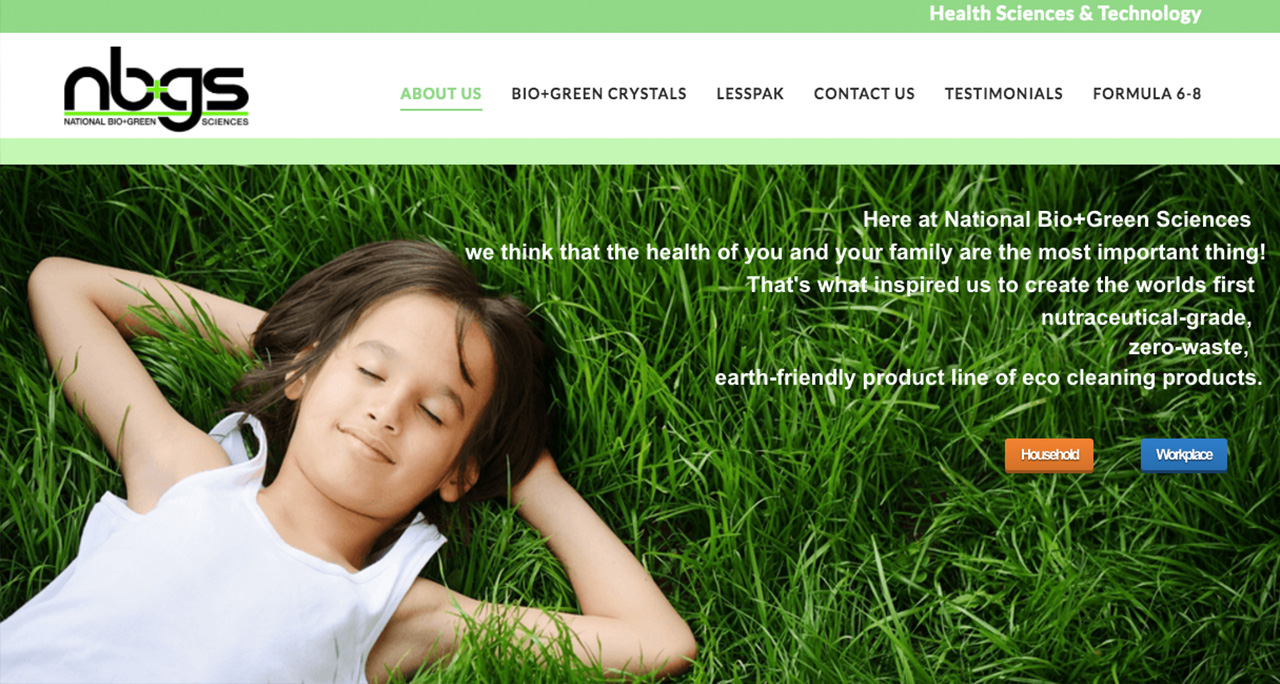 Health Sciences & Technology
nb+gs
NATIONAL BIO+GREEN SCIENCES
ABOUT US BIO+GREEN CRYSTALS LESSPAK CONTACT US TESTIMONIALS FORMULA 6-8
Here at National Bio+Green Sciences
we think that the health of you and your family are the most important thing!
That's what inspired us to create the worlds first
nutraceutical-grade,
zero-waste,
earth-friendly product line of eco cleaning products.
Household Workplace